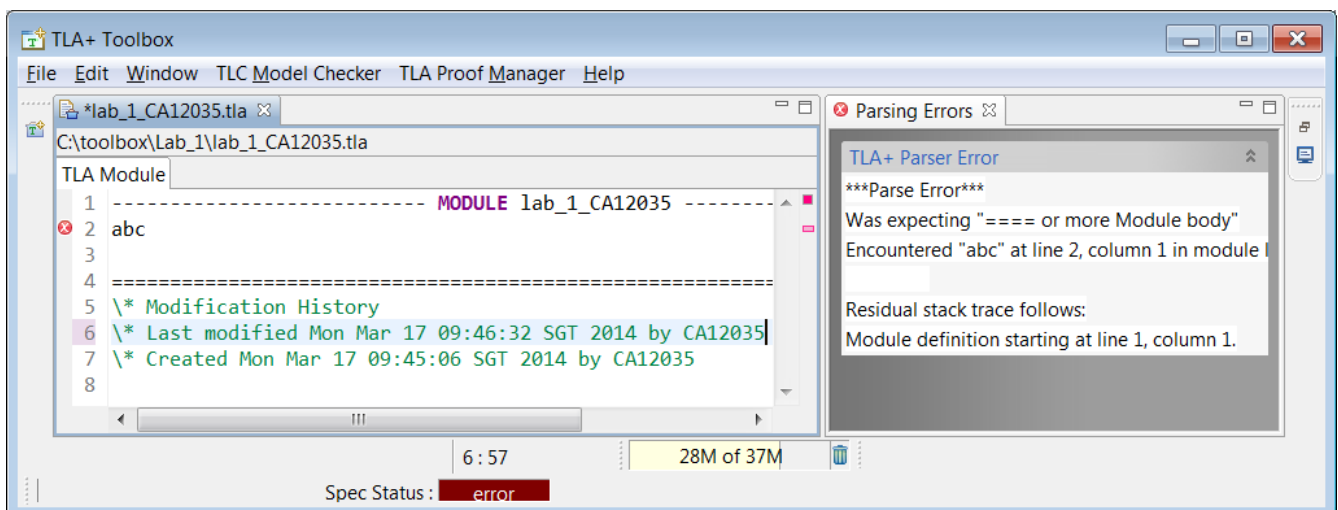 TLA+ Toolbox
File Edit Window TLC Model Checker TLA Proof Manager Help
*lab_1_CA12035.tla
C:\toolbox\Lab_1\lab_1_CA12035.tla
TLA Module
1 --------------------------- MODULE lab_1_CA12035 --------
2 abc
3
4 =========================================================
5 \* Modification History
6 \* Last modified Mon Mar 17 09:46:32 SGT 2014 by CA12035
7 \* Created Mon Mar 17 09:45:06 SGT 2014 by CA12035
8
Parsing Errors
TLA+ Parser Error
***Parse Error***
Was expecting "==== or more Module body"
Encountered "abc" at line 2, column 1 in module l
Residual stack trace follows:
Module definition starting at line 1, column 1.
6 : 57
28M of 37M
Spec Status : error